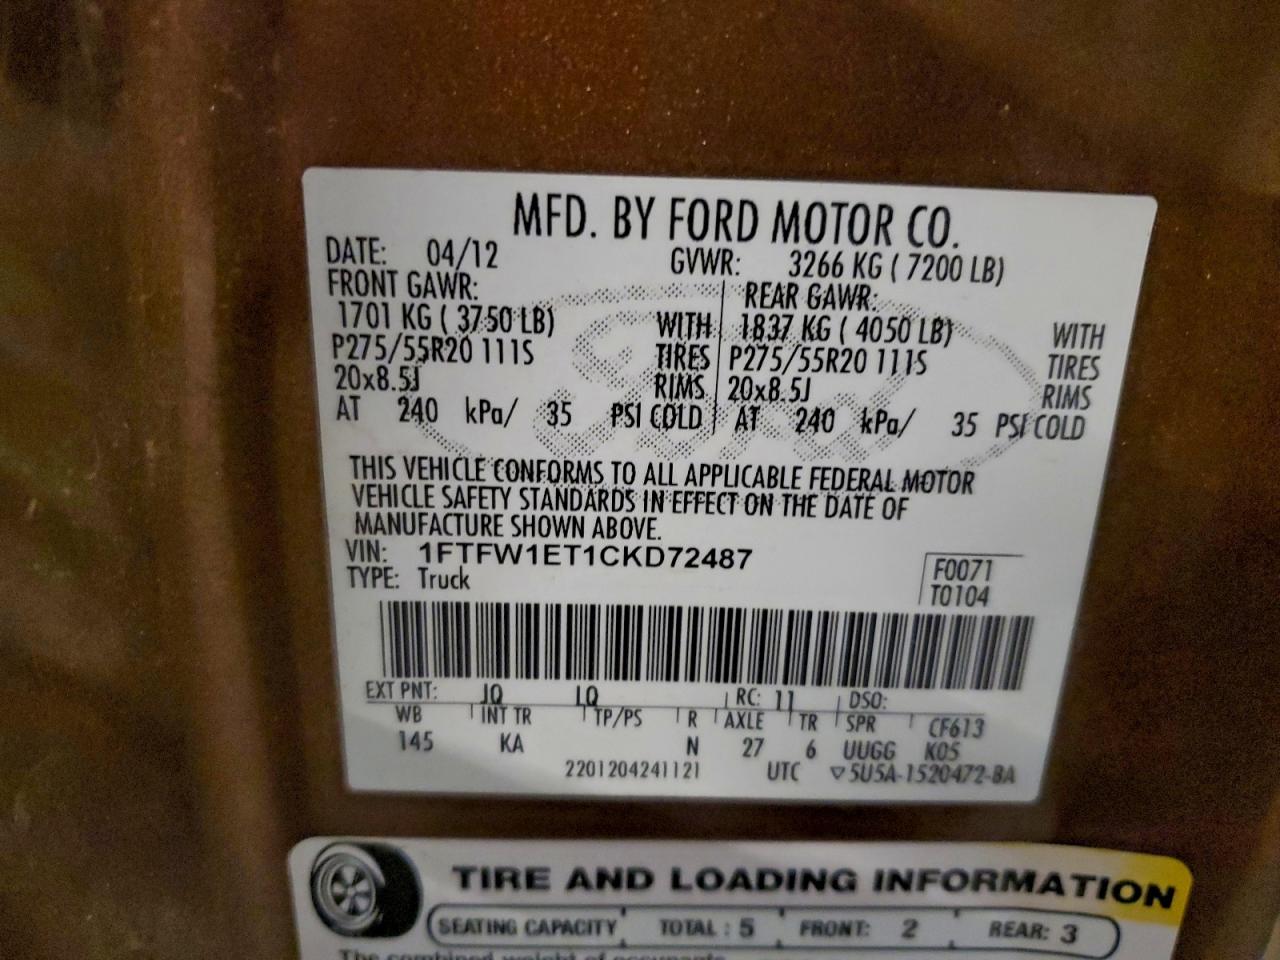 MFD. BY FORD MOTOR CO.
DATE: 04/12 GVWR: 3266 KG ( 7200 LB)
FRONT GAWR: REAR GAWR:
1701 KG ( 3750 LB) WITH 1837 KG ( 4050 LB) WITH
P275/55R20 111S TIRES P275/55R20 111S TIRES
20x8.5J RIMS 20x8.5J RIMS
AT 240 kPa/ 35 PSI COLD AT 240 kPa/ 35 PSI COLD
Ford
THIS VEHICLE CONFORMS TO ALL APPLICABLE FEDERAL MOTOR
VEHICLE SAFETY STANDARDS IN EFFECT ON THE DATE OF
MANUFACTURE SHOWN ABOVE.
VIN: 1FTFW1ET1CKD72487
TYPE: Truck
F0071
T0104
EXT PNT: JQ LQ RC: 11 DSO:
WB INT TR TP/PS R AXLE TR SPR CF613
145 KA N 27 6 UUGG K05
2201204241121 UTC ▽5U5A-1520472-BA
TIRE AND LOADING INFORMATION
SEATING CAPACITY TOTAL : 5 FRONT: 2 REAR: 3
The combined weight of occupants